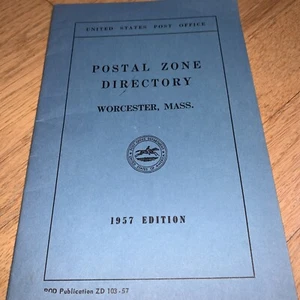 UNITED STATES POST OFFICE
POSTAL ZONE
DIRECTORY
WORCESTER, MASS.
1957 EDITION
POD Publication ZD 103-57